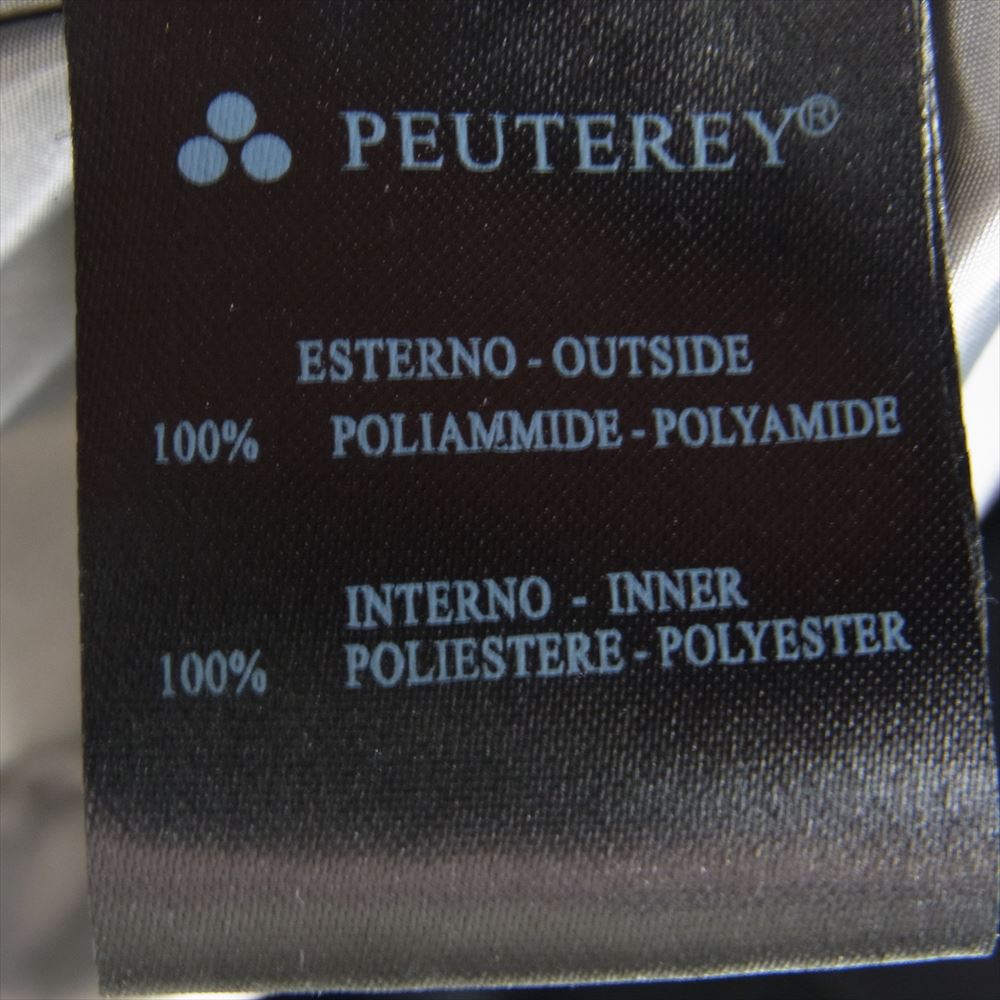 PEUTEREY®
ESTERNO - OUTSIDE
100% POLIAMMIDE - POLYAMIDE
INTERNO - INNER
100% POLIESTERE - POLYESTER